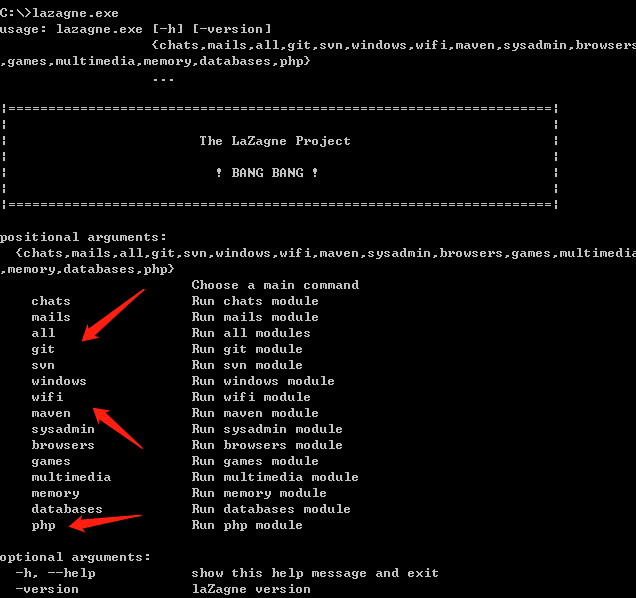 C:\>lazagne.exe
usage: lazagne.exe [-h] [-version]
{chats,mails,all,git,svn,windows,wifi,maven,sysadmin,browsers
,games,multimedia,memory,databases,php}
...
|====================================================================|
|                                                                    |
|                        The LaZagne Project                         |
|                                                                    |
|                          ! BANG BANG !                             |
|                                                                    |
|====================================================================|
positional arguments:
{chats,mails,all,git,svn,windows,wifi,maven,sysadmin,browsers,games,multimedia
,memory,databases,php}
Choose a main command
chats Run chats module
mails Run mails module
all Run all modules
git Run git module
svn Run svn module
windows Run windows module
wifi Run wifi module
maven Run maven module
sysadmin Run sysadmin module
browsers Run browsers module
games Run games module
multimedia Run multimedia module
memory Run memory module
databases Run databases module
php Run php module
optional arguments:
-h, --help show this help message and exit
-version laZagne version